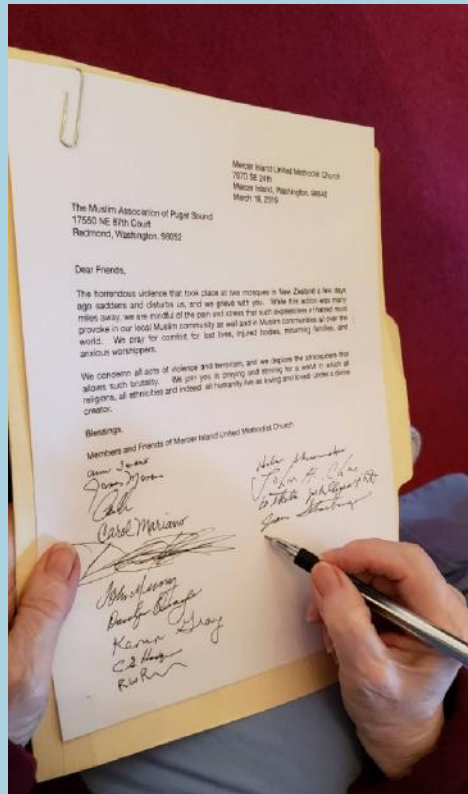 Mercer Island United Methodist Church
7070 SE 24th
Mercer Island, Washington, 98040
March 18, 2019
The Muslim Association of Puget Sound
17550 NE 67th Court
Redmond, Washington, 98052
Dear Friends,
The horrendous violence that took place at two mosques in New Zealand a few days
ago saddens and disturbs us, and we grieve with you. While this action was many
miles away, we are mindful of the pain and stress that such expressions of hatred must
provoke in our local Muslim community as well and in Muslim communities all over the
world. We pray for comfort for lost lives, injured bodies, mourning families, and
anxious worshippers.
We condemn all acts of violence and terrorism, and we deplore the atmosphere that
allows such brutality. We join you in praying and striving for a world in which all
religions, all ethnicities and indeed all humanity live as loving and loved under a divine
creator.
Blessings,
Members and Friends of Mercer Island United Methodist Church
Carol Mariano
John Murray
Karen Gray